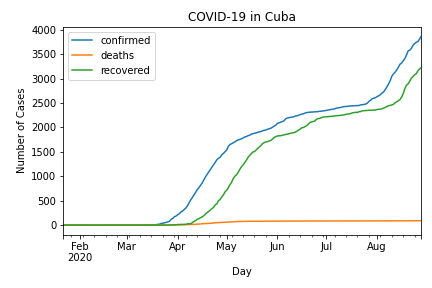 COVID-19 in Cuba
confirmed
deaths
recovered
Number of Cases
4000
3500
3000
2500
2000
1500
1000
500
0
Feb Mar Apr May Jun Jul Aug
2020
Day